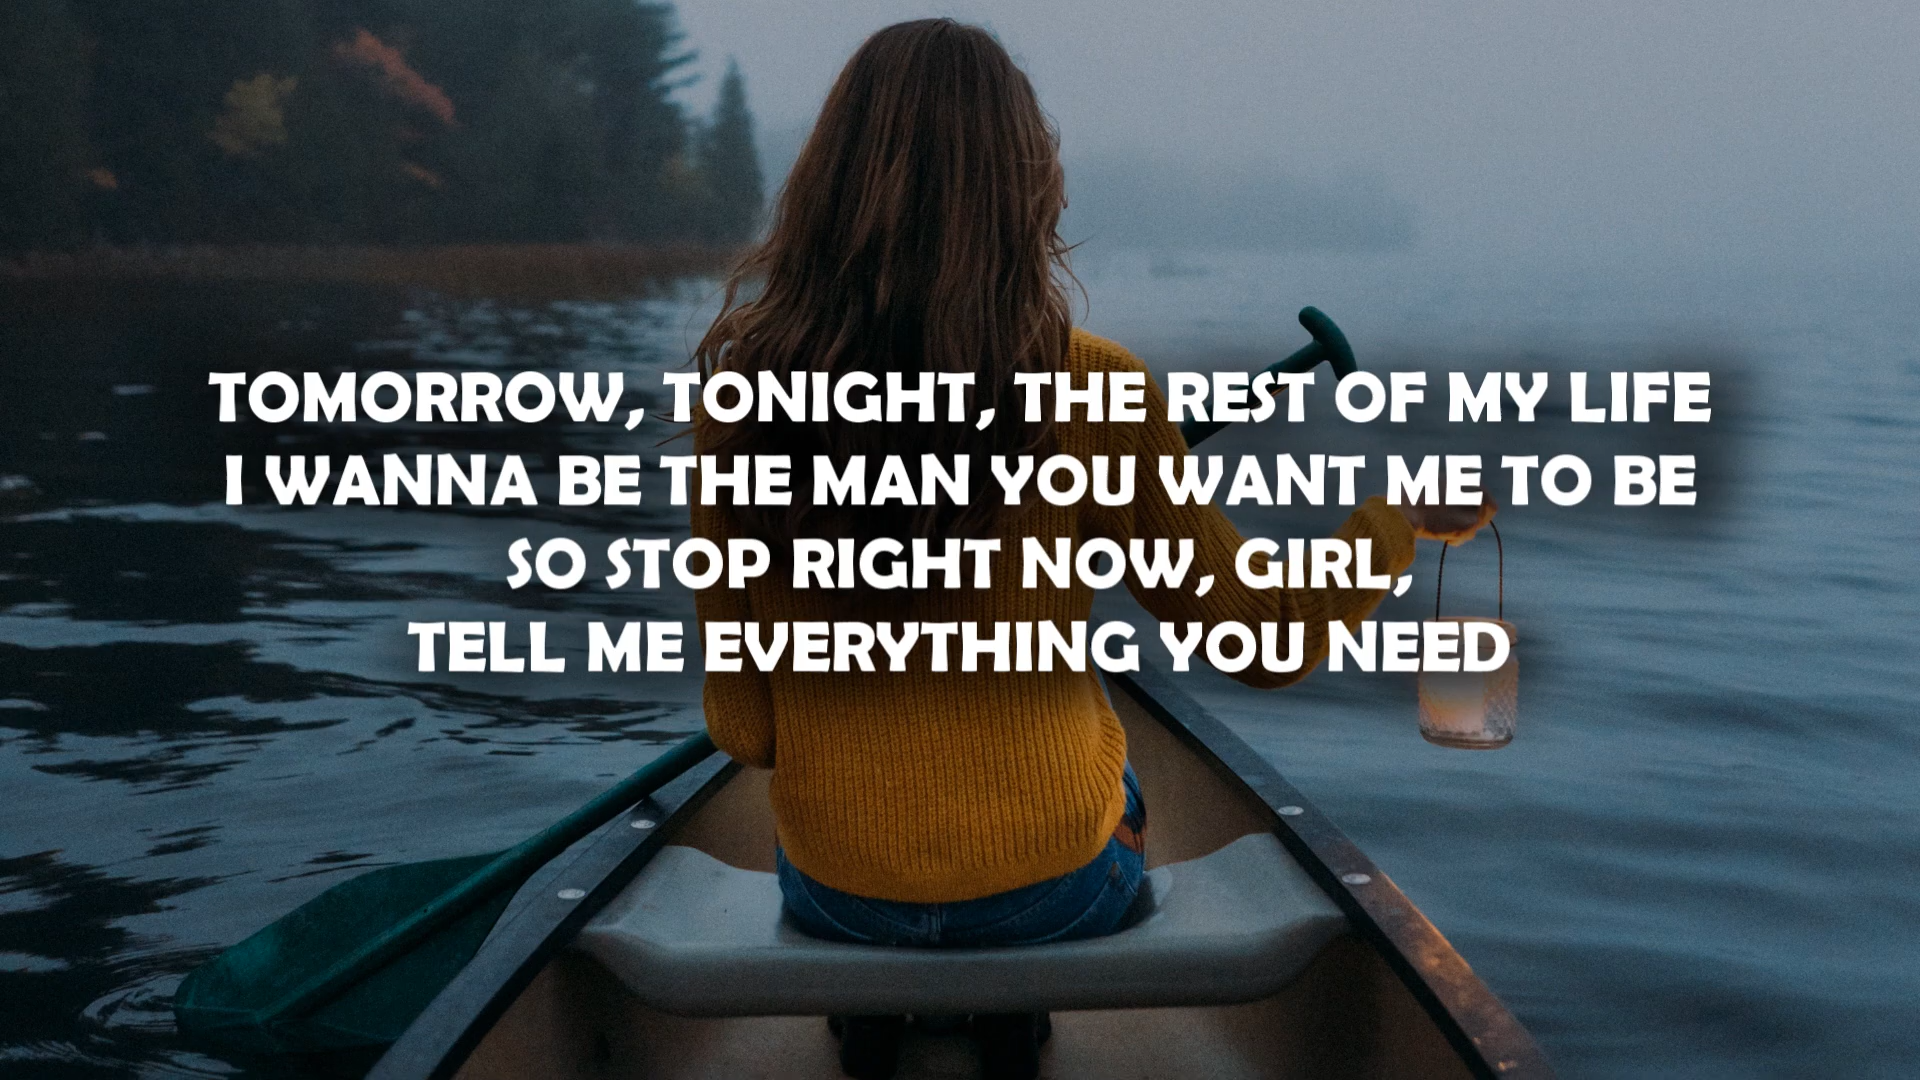 TOMORROW, TONIGHT, THE REST OF MY LIFE
I WANNA BE THE MAN YOU WANT ME TO BE
SO STOP RIGHT NOW, GIRL,
TELL ME EVERYTHING YOU NEED